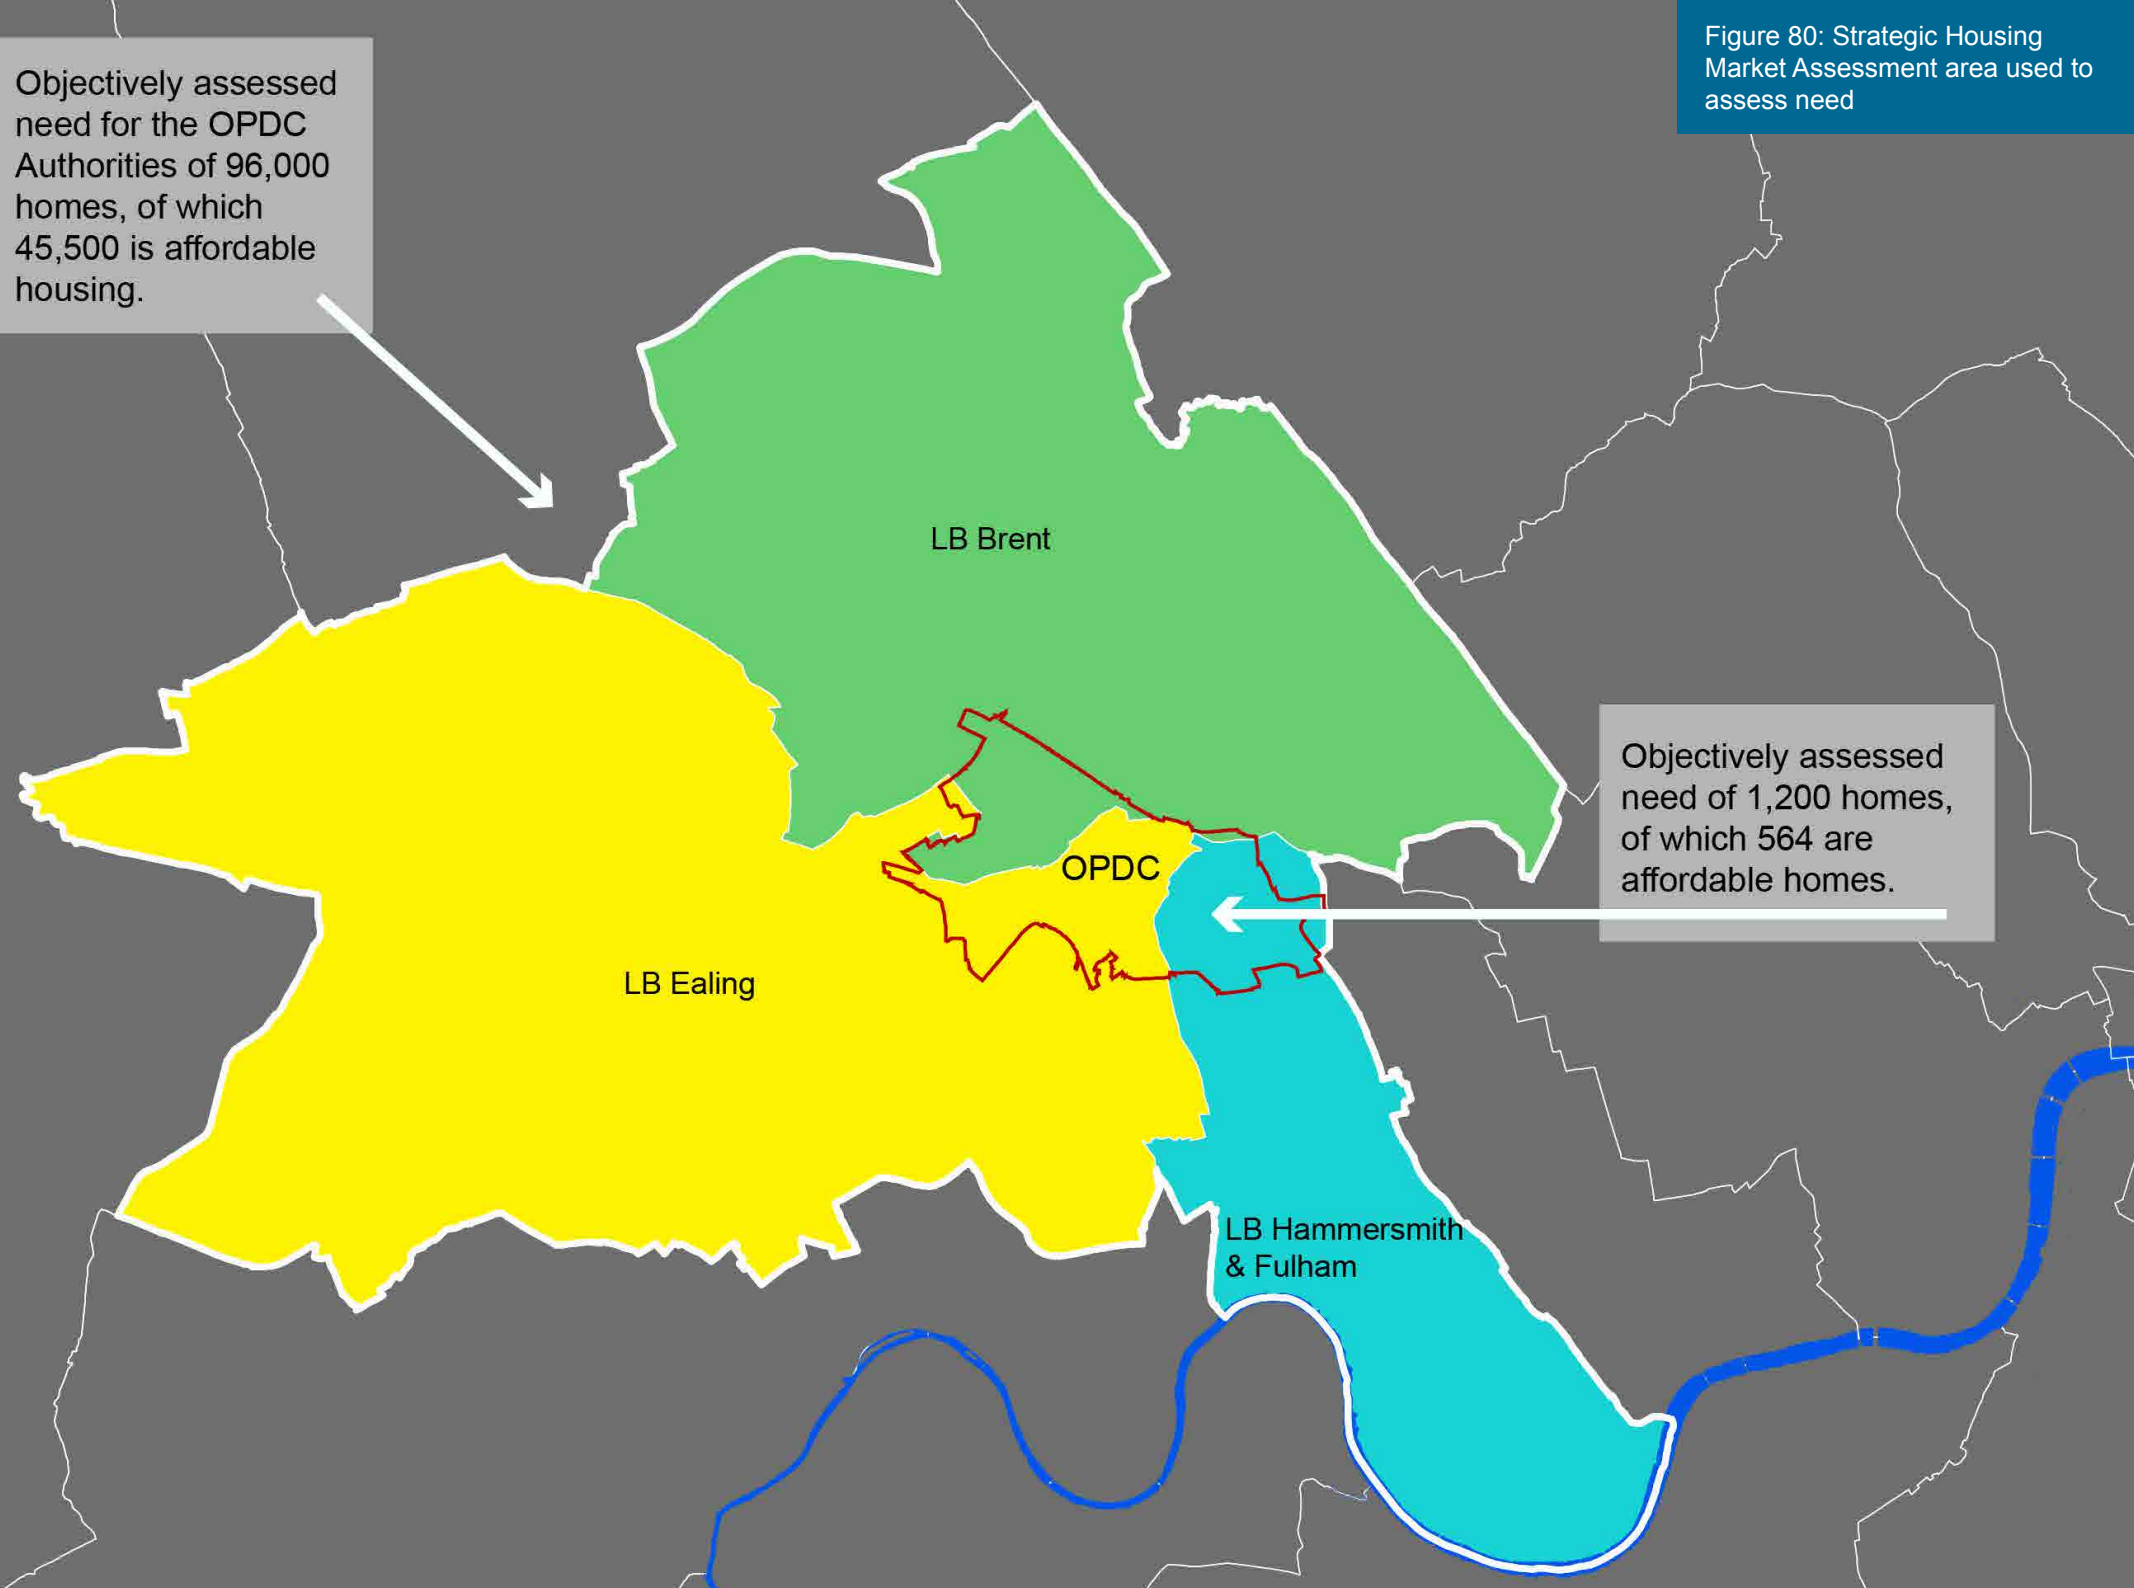 Figure 80: Strategic Housing
Market Assessment area used to
assess need
Objectively assessed
need for the OPDC
Authorities of 96,000
homes, of which
45,500 is affordable
housing.
LB Brent
Objectively assessed
need of 1,200 homes,
of which 564 are
affordable homes.
OPDC
LB Ealing
LB Hammersmith
& Fulham